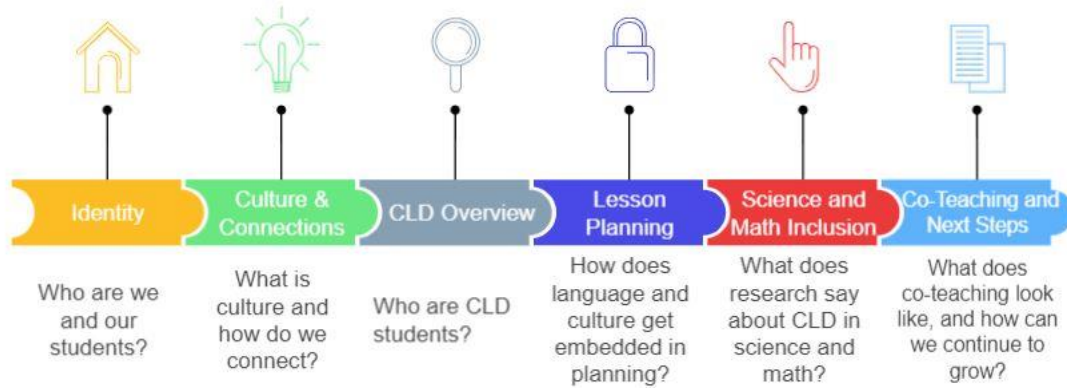 Identity
Culture &
Connections
CLD Overview
Lesson
Planning
Science and
Math Inclusion
Co-Teaching and
Next Steps
Who are we
and our
students?
What is
culture and
how do we
connect?
Who are CLD
students?
How does
language and
culture get
embedded in
planning?
What does
research say
about CLD in
science and
math?
What does
co-teaching look
like, and how can
we continue to
grow?